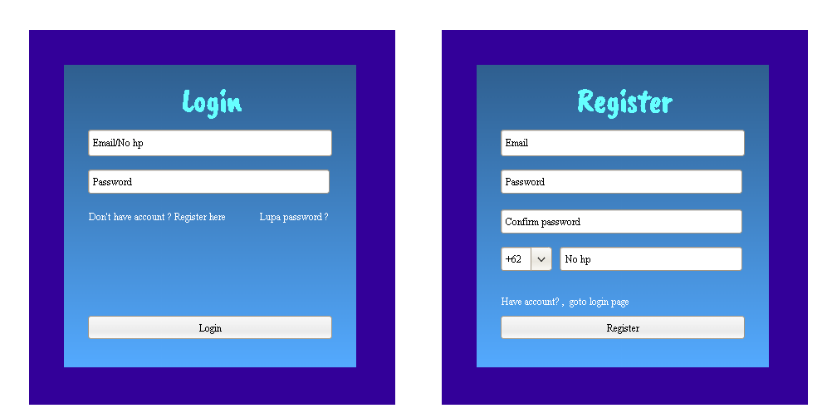 Login
Email/No hp
Password
Don't have account ? Register here
Lupa password ?
Login
Register
Email
Password
Confirm password
+62
No hp
Have account? , goto login page
Register